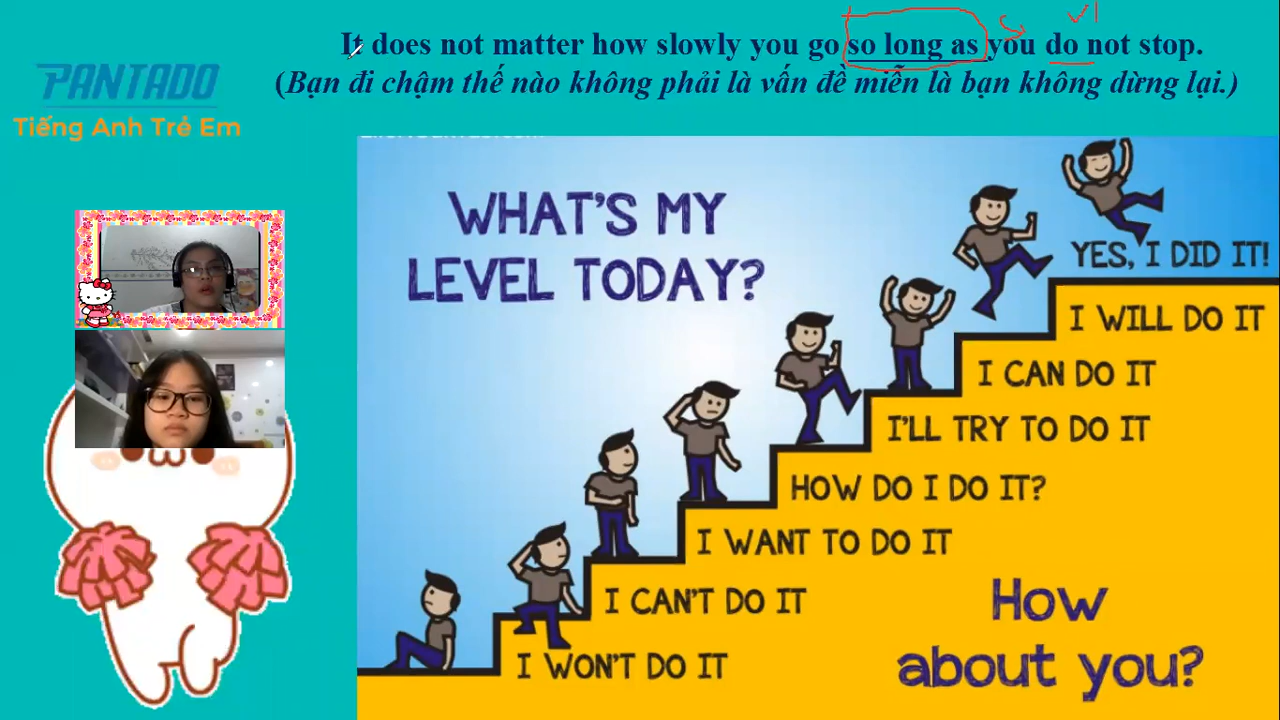 It does not matter how slowly you go so long as you do not stop.
(Bạn đi chậm thế nào không phải là vấn đề miễn là bạn không dừng lại.)
PANTADO
Tiếng Anh Trẻ Em
V1
WHAT'S MY
LEVEL TODAY?
YES, I DID IT!
I WILL DO IT
I CAN DO IT
I'LL TRY TO DO IT
HOW DO I DO IT?
I WANT TO DO IT
I CAN'T DO IT
I WON'T DO IT
How
about you?